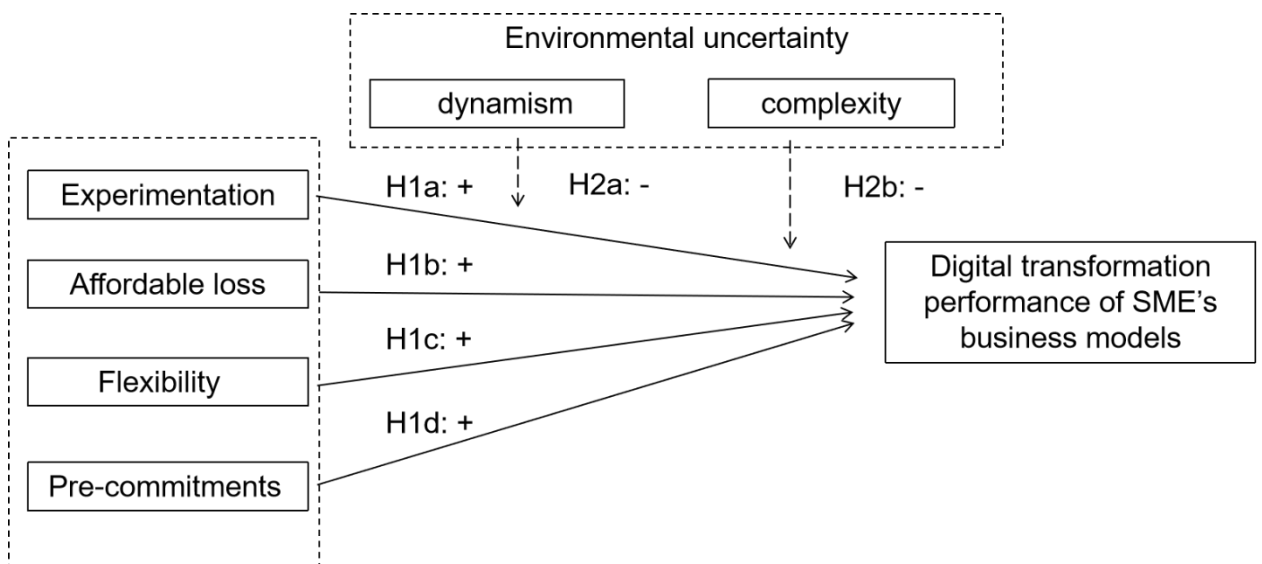 Environmental uncertainty
dynamism
complexity
Experimentation
H1a: +
H2a: -
H2b: -
Affordable loss
H1b: +
Digital transformation
performance of SME’s
business models
Flexibility
H1c: +
H1d: +
Pre-commitments